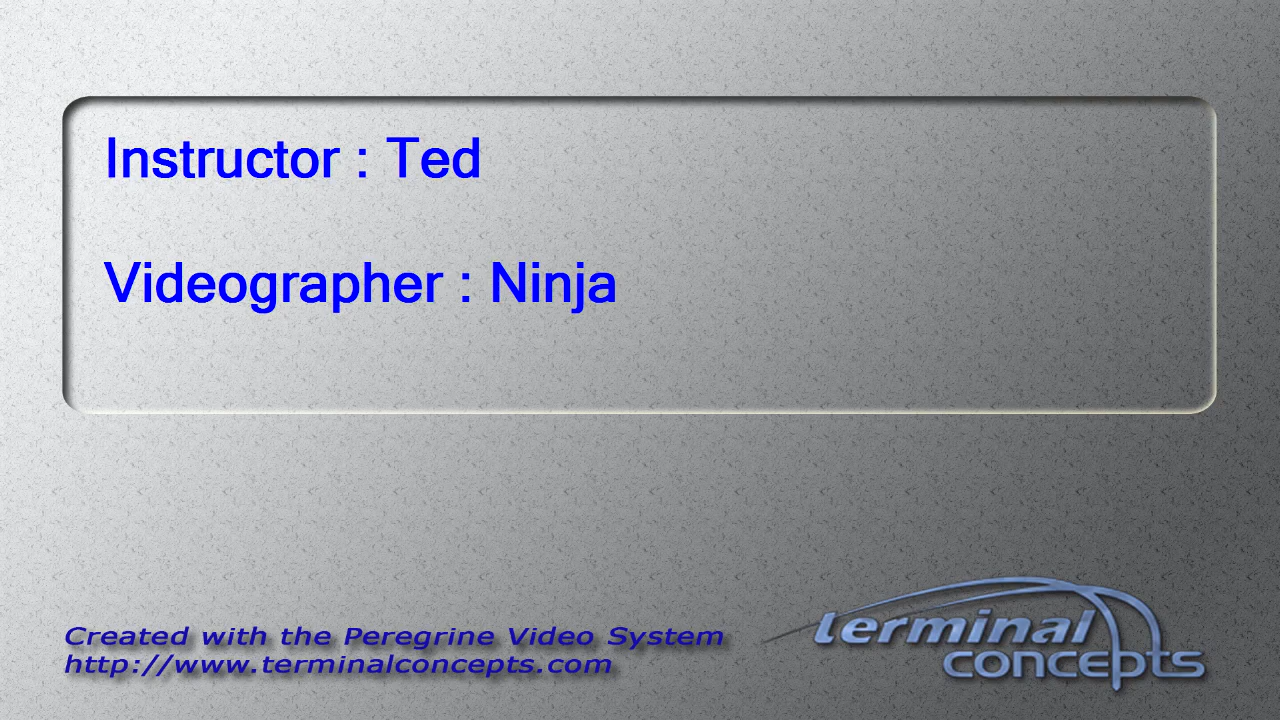 Instructor : Ted
Videographer : Ninja
Created with the Peregrine Video System
http://www.terminalconcepts.com
terminal
concepts